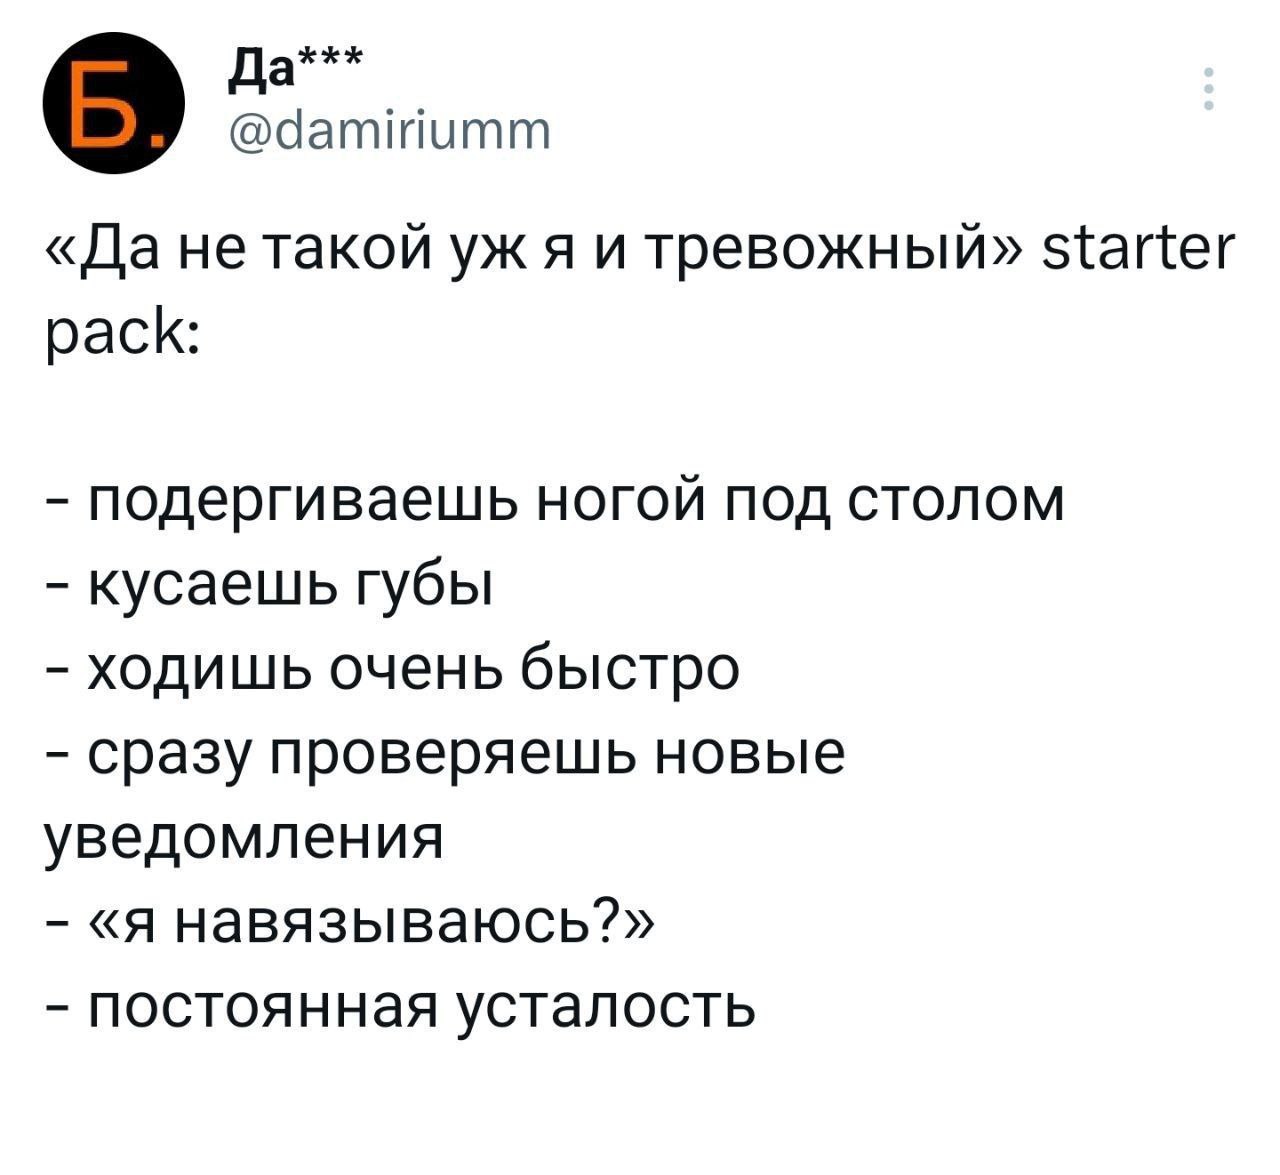 Б.
Да***
@damiriumm
«Да не такой уж я и тревожный» starter
pack:
- подергиваешь ногой под столом
- кусаешь губы
- ходишь очень быстро
- сразу проверяешь новые
уведомления
- «я навязываюсь?»
- постоянная усталость